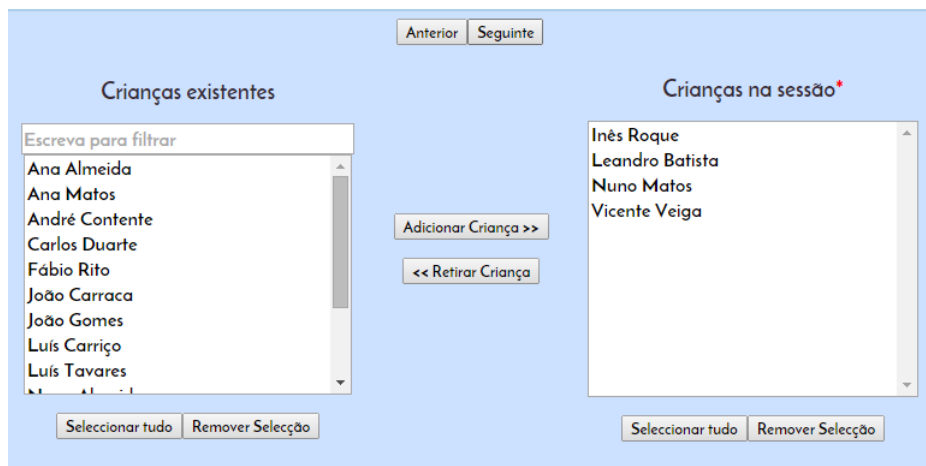 Anterior Seguinte
Crianças existentes
Escreva para filtrar
Ana Almeida
Ana Matos
André Contente
Carlos Duarte
Fábio Rito
João Carraca
João Gomes
Luís Carriço
Luís Tavares
Seleccionar tudo Remover Selecção
Adicionar Criança >>
<< Retirar Criança
Crianças na sessão*
Inês Roque
Leandro Batista
Nuno Matos
Vicente Veiga
Seleccionar tudo Remover Selecção